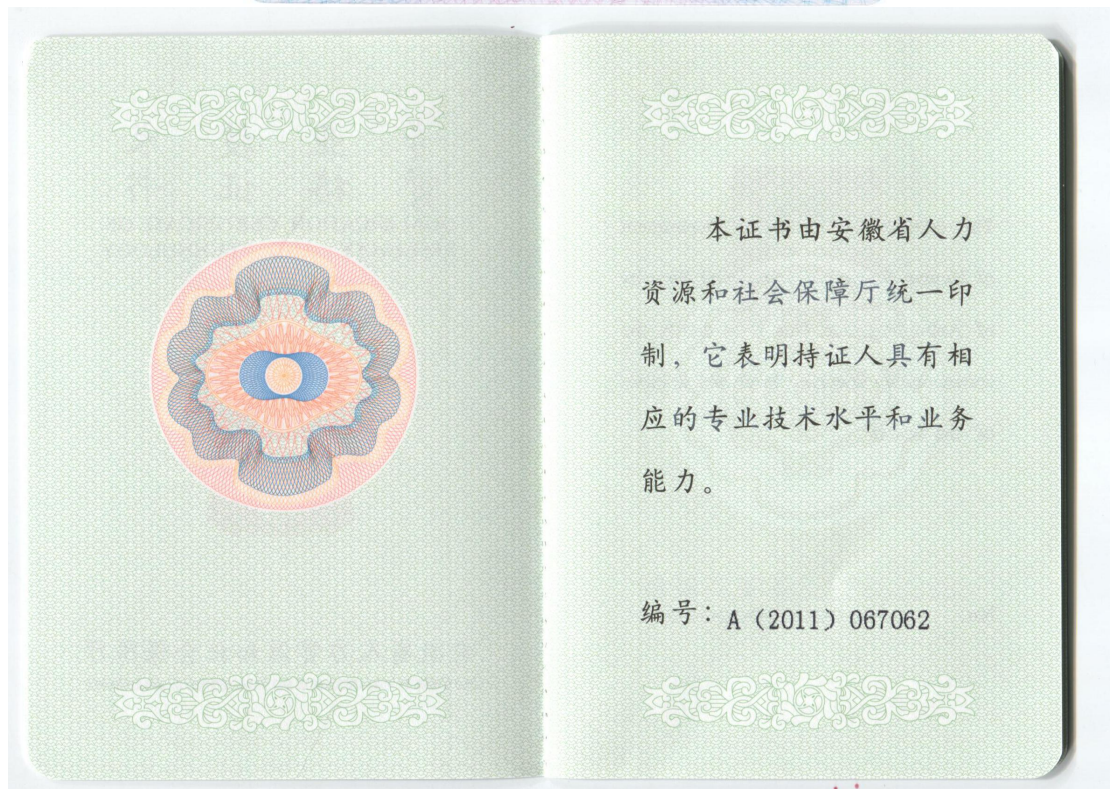 本证书由安徽省人力
资源和社会保障厅统一印
制，它表明持证人具有相
应的专业技术水平和业务
能力。
编号：A（2011）067062